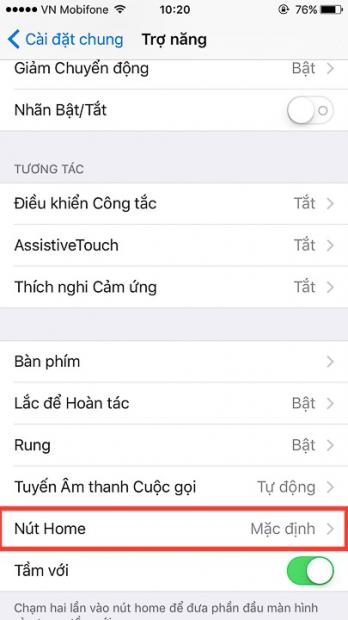 VN Mobifone 10:20 76%
Cài đặt chung Trợ năng
Giảm Chuyển động Bật
Nhãn Bật/Tắt
TƯƠNG TÁC
Điều khiển Công tắc Tắt
AssistiveTouch Tắt
Thích nghi Cảm ứng Tắt
Bàn phím
Lắc để Hoàn tác Bật
Rung Bật
Tuyến Âm thanh Cuộc gọi Tự động
Nút Home Mặc định
Tầm với
Chạm hai lần vào nút home để đưa phần đầu màn hình